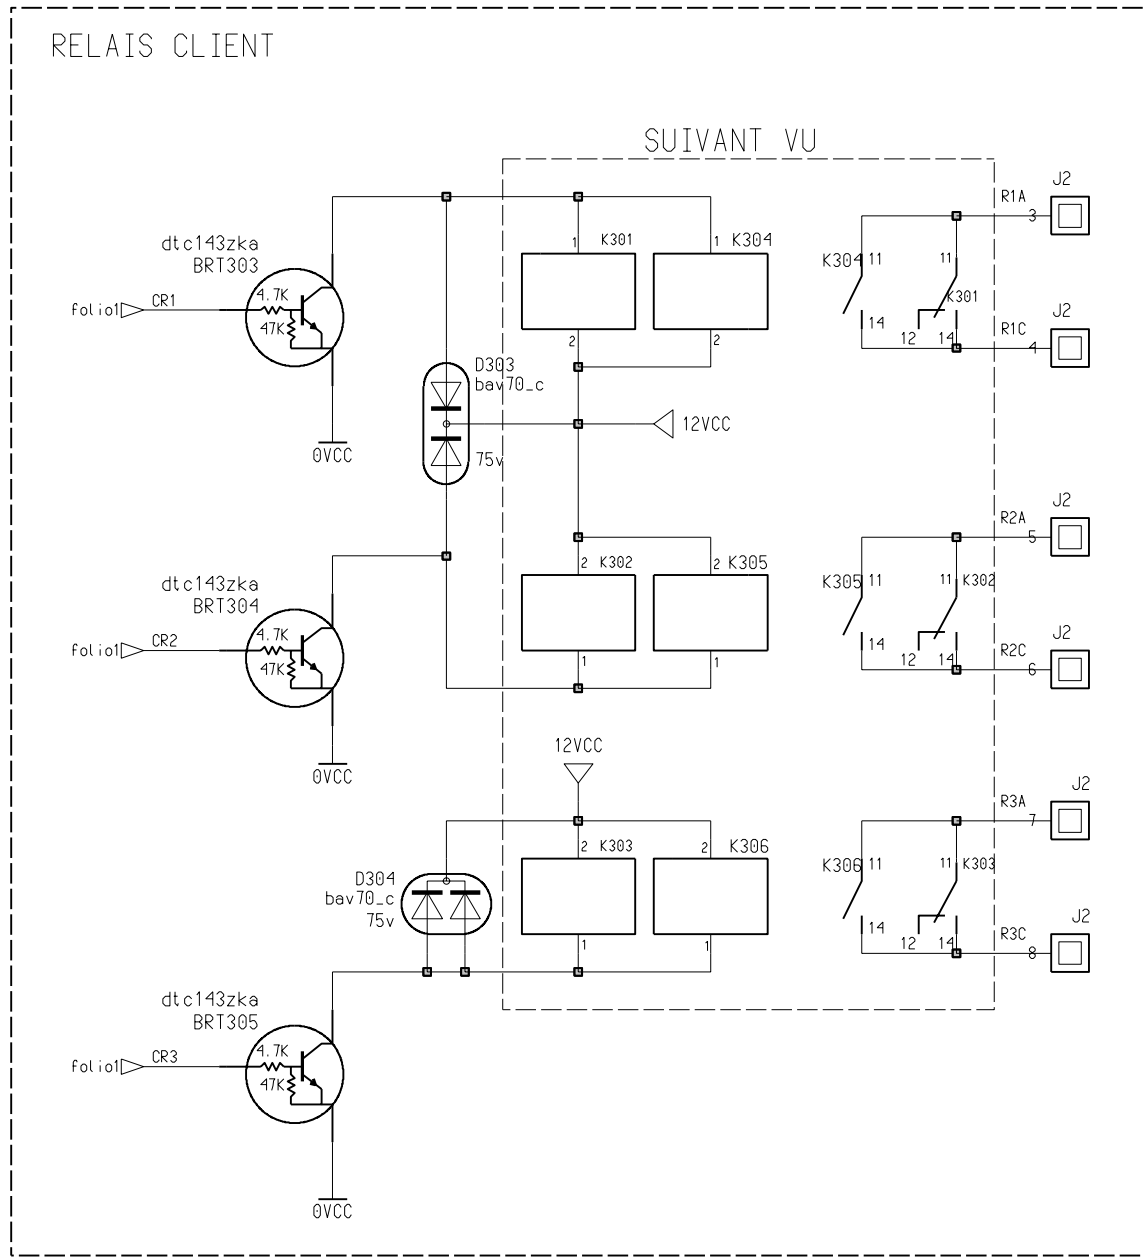 RELAIS CLIENT
SUIVANT VU
J2
R1A
3
dtc143zka
BRT303
1 K301
1 K304
K304 11
11
K301
4.7K
folio1 CR1
47K
J2
14
12 14
R1C
4
2
2
D303
bav70_c
12VCC
0VCC
75v
J2
R2A
5
dtc143zka
BRT304
2 K302
2 K305
K305 11
11 K302
4.7K
folio1 CR2
47K
J2
14
12 14
R2C
6
1
1
12VCC
0VCC
J2
R3A
7
2 K303
2 K306
K306 11
11 K303
D304
bav70_c
75v
J2
14
12 14
R3C
8
1
1
dtc143zka
BRT305
4.7K
folio1 CR3
47K
0VCC